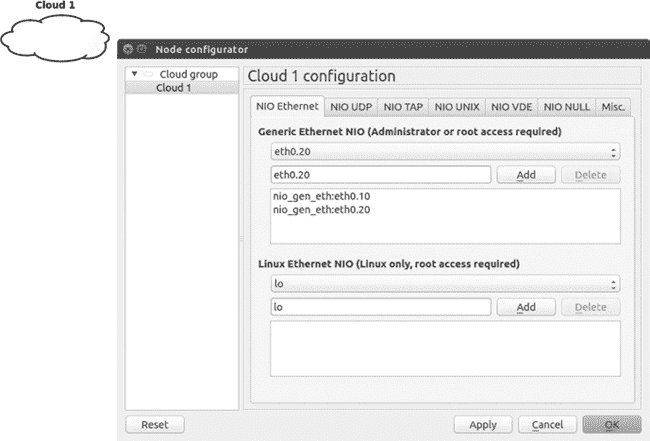 Cloud 1
Node configurator
Cloud group
Cloud 1
Cloud 1 configuration
NIO Ethernet NIO UDP NIO TAP NIO UNIX NIO VDE NIO NULL Misc.
Generic Ethernet NIO (Administrator or root access required)
eth0.20
eth0.20 Add Delete
nio_gen_eth:eth0.10
nio_gen_eth:eth0.20
Linux Ethernet NIO (Linux only, root access required)
lo
lo Add Delete
Reset Apply Cancel OK